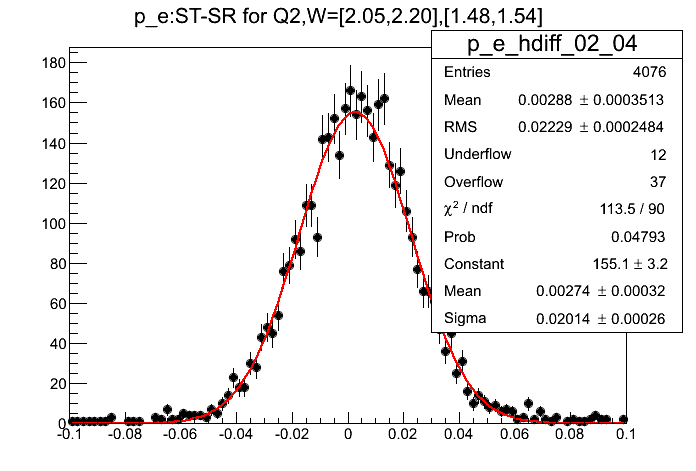 p_e:ST-SR for Q2,W=[2.05,2.20],[1.48,1.54]
p_e_hdiff_02_04
Entries 4076
Mean 0.00288 ± 0.0003513
RMS 0.02229 ± 0.0002484
Underflow 12
Overflow 37
χ² / ndf 113.5 / 90
Prob 0.04793
Constant 155.1 ± 3.2
Mean 0.00274 ± 0.00032
Sigma 0.02014 ± 0.00026
180
160
140
120
100
80
60
40
20
0
-0.1 -0.08 -0.06 -0.04 -0.02 0 0.02 0.04 0.06 0.08 0.1